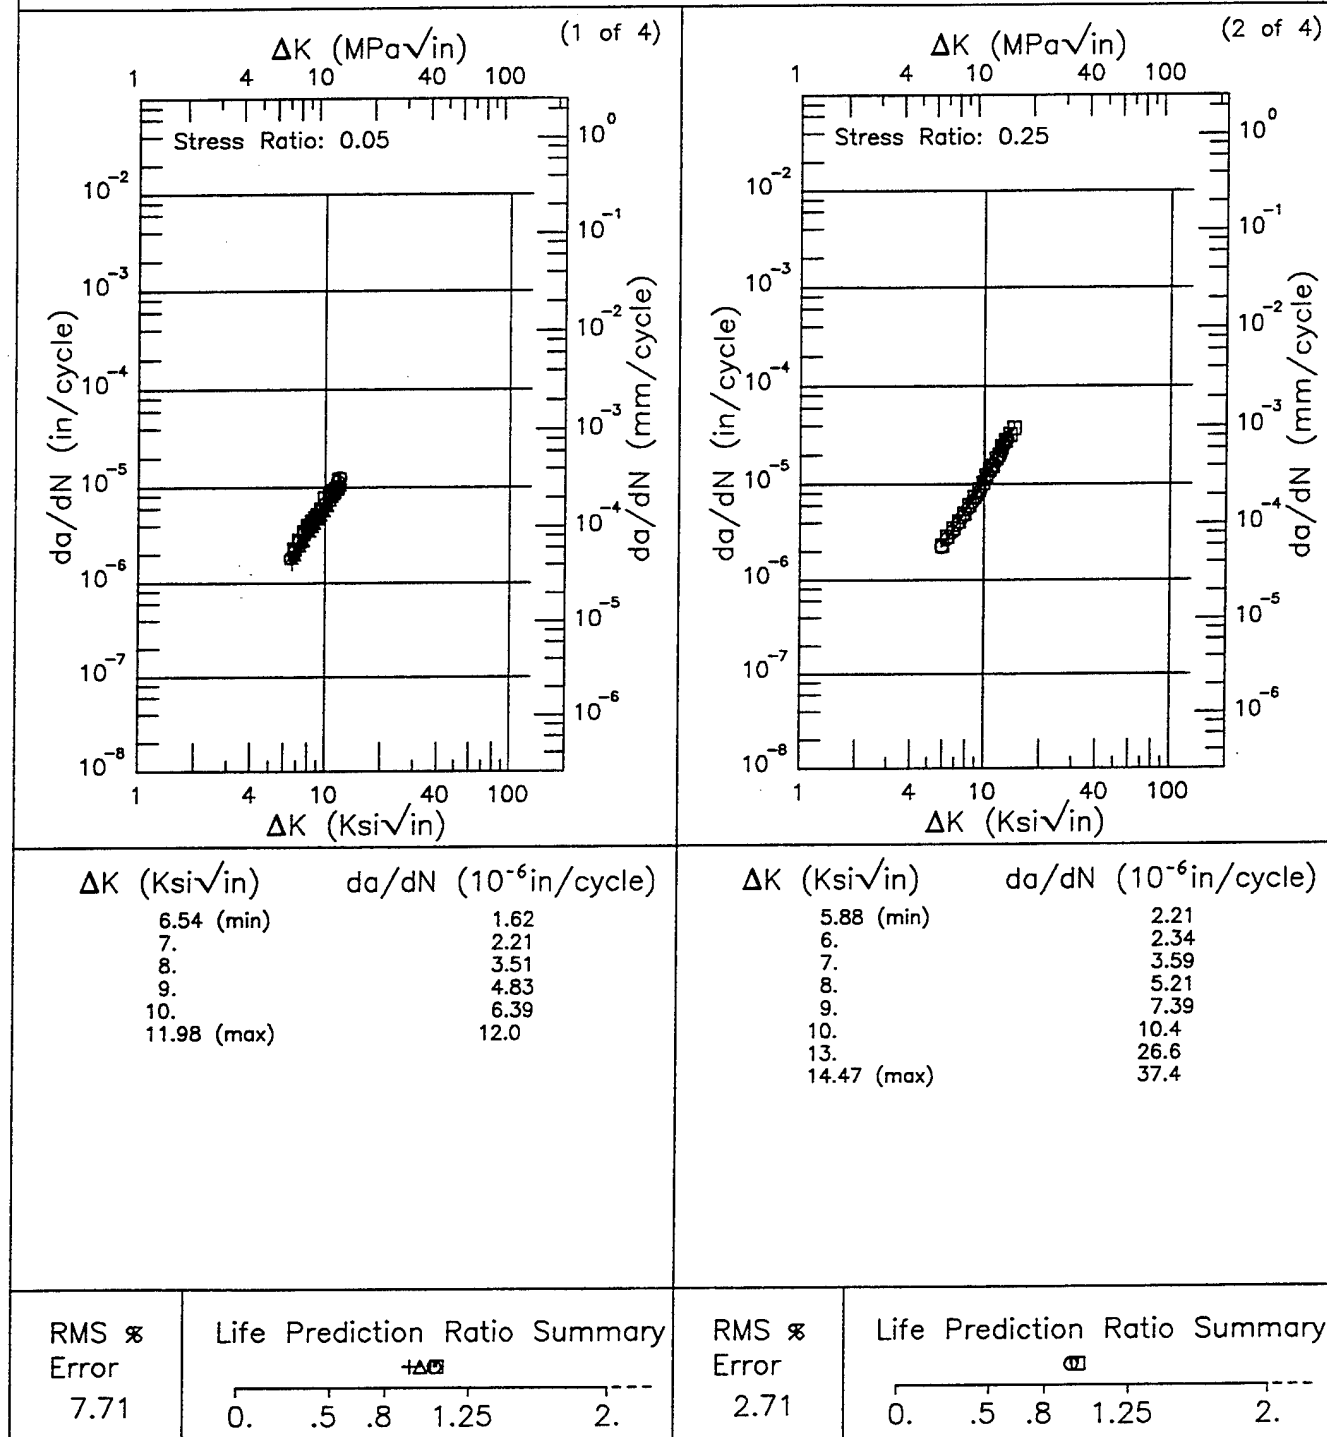 (1 of 4)
ΔK (MPa√in)
1 4 10 40 100
Stress Ratio: 0.05
10⁻²
10⁻³
10⁻⁴
10⁻⁵
10⁻⁶
10⁻⁷
10⁻⁸
da/dN (in/cycle)
10⁰
10⁻¹
10⁻²
10⁻³
10⁻⁴
10⁻⁵
10⁻⁶
da/dN (mm/cycle)
1 4 10 40 100
ΔK (Ksi√in)
(2 of 4)
ΔK (MPa√in)
1 4 10 40 100
Stress Ratio: 0.25
10⁻²
10⁻³
10⁻⁴
10⁻⁵
10⁻⁶
10⁻⁷
10⁻⁸
da/dN (in/cycle)
10⁰
10⁻¹
10⁻²
10⁻³
10⁻⁴
10⁻⁵
10⁻⁶
da/dN (mm/cycle)
1 4 10 40 100
ΔK (Ksi√in)
ΔK (Ksi√in) da/dN (10⁻⁶in/cycle)
6.54 (min) 1.62
7. 2.21
8. 3.51
9. 4.83
10. 6.39
11.98 (max) 12.0
ΔK (Ksi√in) da/dN (10⁻⁶in/cycle)
5.88 (min) 2.21
6. 2.34
7. 3.59
8. 5.21
9. 7.39
10. 10.4
13. 26.6
14.47 (max) 37.4
RMS %
Error
7.71
Life Prediction Ratio Summary
0. .5 .8 1.25 2.
RMS %
Error
2.71
Life Prediction Ratio Summary
0. .5 .8 1.25 2.